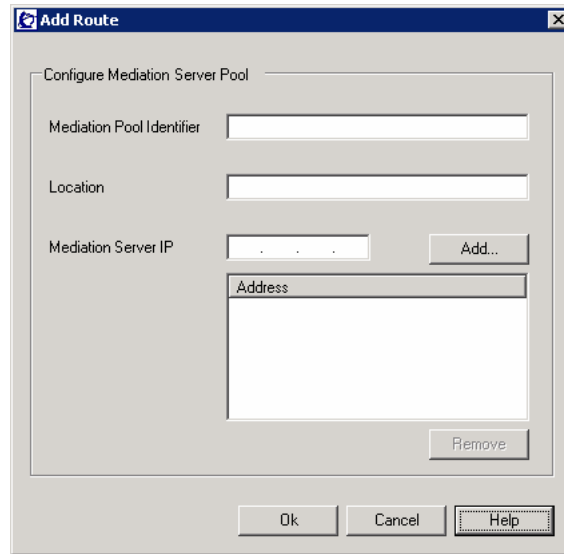 Add Route
Configure Mediation Server Pool
Mediation Pool Identifier
Location
Mediation Server IP
. . .
Add...
Address
Remove
Ok
Cancel
Help